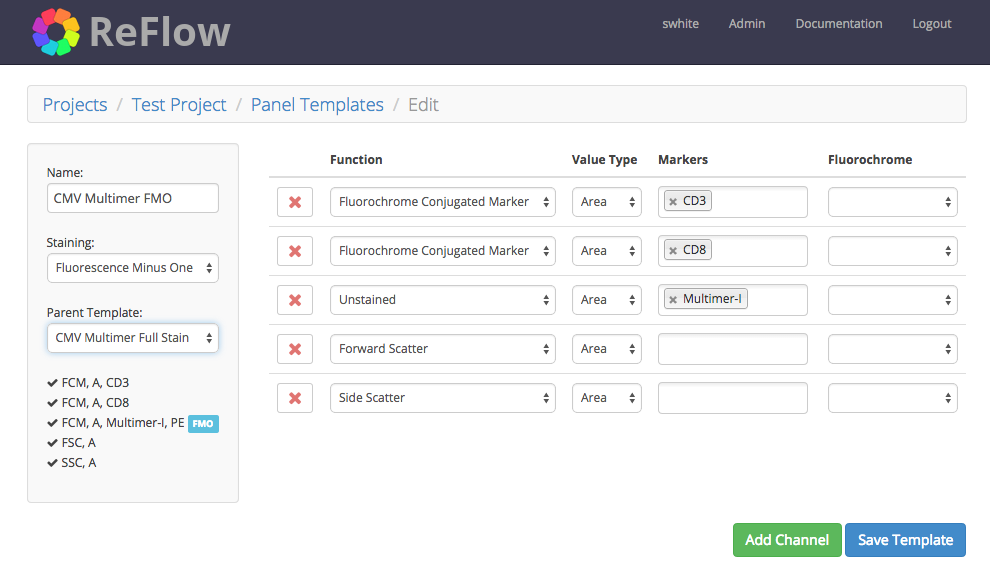 ReFlow swhite Admin Documentation Logout
Projects / Test Project / Panel Templates / Edit
Name:
CMV Multimer FMO
Staining:
Fluorescence Minus One
Parent Template:
CMV Multimer Full Stain
FCM, A, CD3
FCM, A, CD8
FCM, A, Multimer-I, PE FMO
FSC, A
SSC, A
Function Value Type Markers Fluorochrome
Fluorochrome Conjugated Marker Area × CD3
Fluorochrome Conjugated Marker Area × CD8
Unstained Area × Multimer-I
Forward Scatter Area
Side Scatter Area
Add Channel Save Template